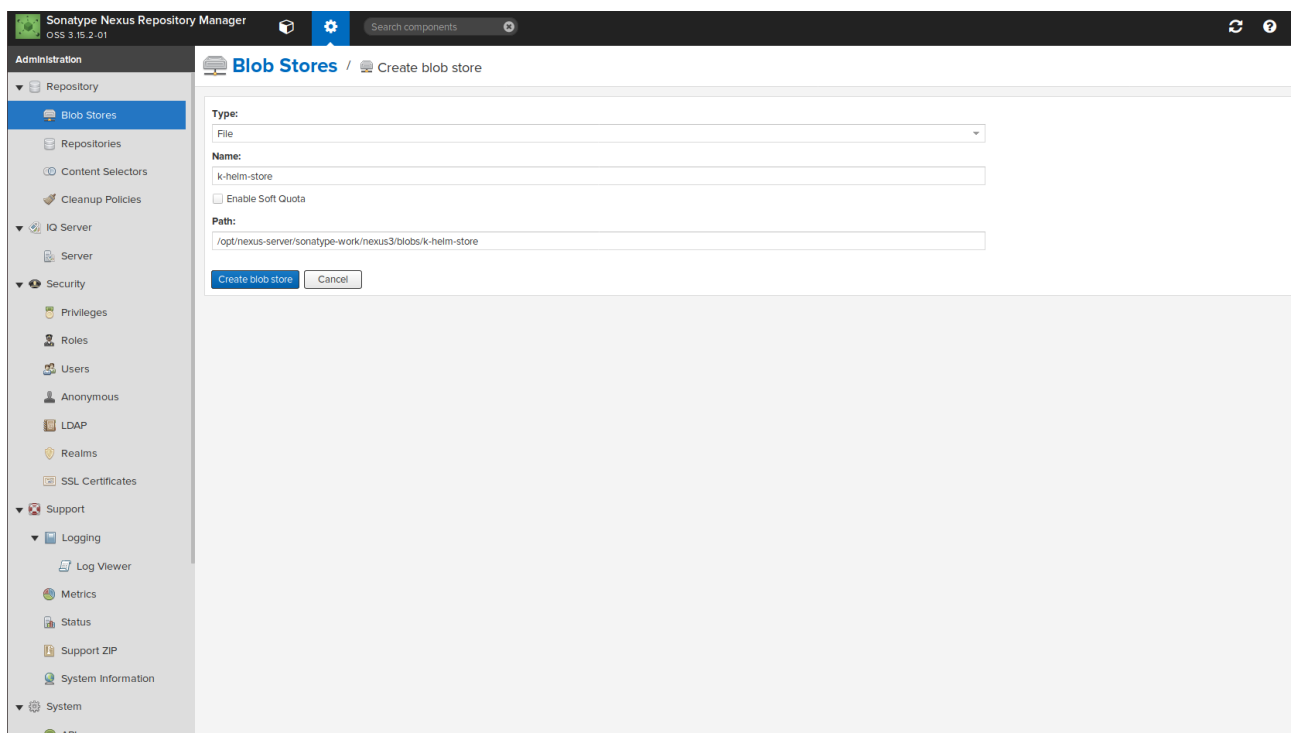 Sonatype Nexus Repository Manager
OSS 3.15.2-01
Search components
Administration
Repository
Blob Stores
Repositories
Content Selectors
Cleanup Policies
IQ Server
Server
Security
Privileges
Roles
Users
Anonymous
LDAP
Realms
SSL Certificates
Support
Logging
Log Viewer
Metrics
Status
Support ZIP
System Information
System
Blob Stores / Create blob store
Type:
File
Name:
k-helm-store
Enable Soft Quota
Path:
/opt/nexus-server/sonatype-work/nexus3/blobs/k-helm-store
Create blob store Cancel